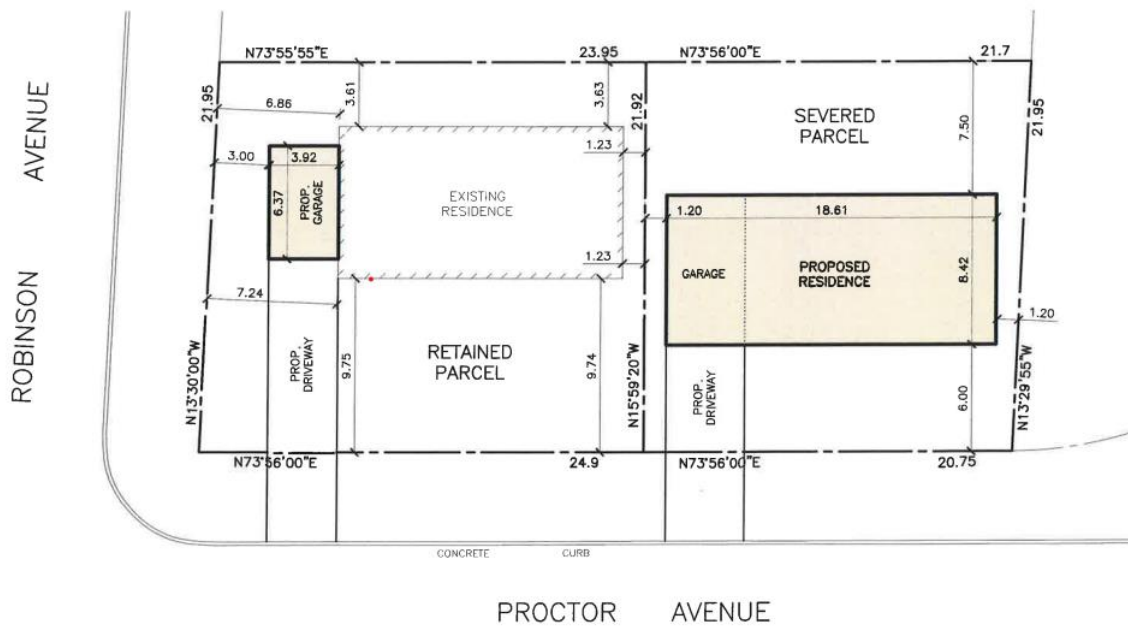 N73°55'55"E
23.95
N73°56'00"E
21.7
ROBINSON AVENUE
21.95
6.86
3.61
3.63
21.92
SEVERED
PARCEL
7.50
21.95
3.00
3.92
1.23
6.37
PROP.
GARAGE
EXISTING
RESIDENCE
1.20
18.61
1.23
GARAGE
PROPOSED
RESIDENCE
8.42
7.24
1.20
N13°30'00"W
PROP.
DRIVEWAY
9.75
RETAINED
PARCEL
9.74
N15°59'20"W
PROP.
DRIVEWAY
6.00
N13°29'55"W
N73°56'00"E
24.9
N73°56'00"E
20.75
CONCRETE CURB
PROCTOR AVENUE